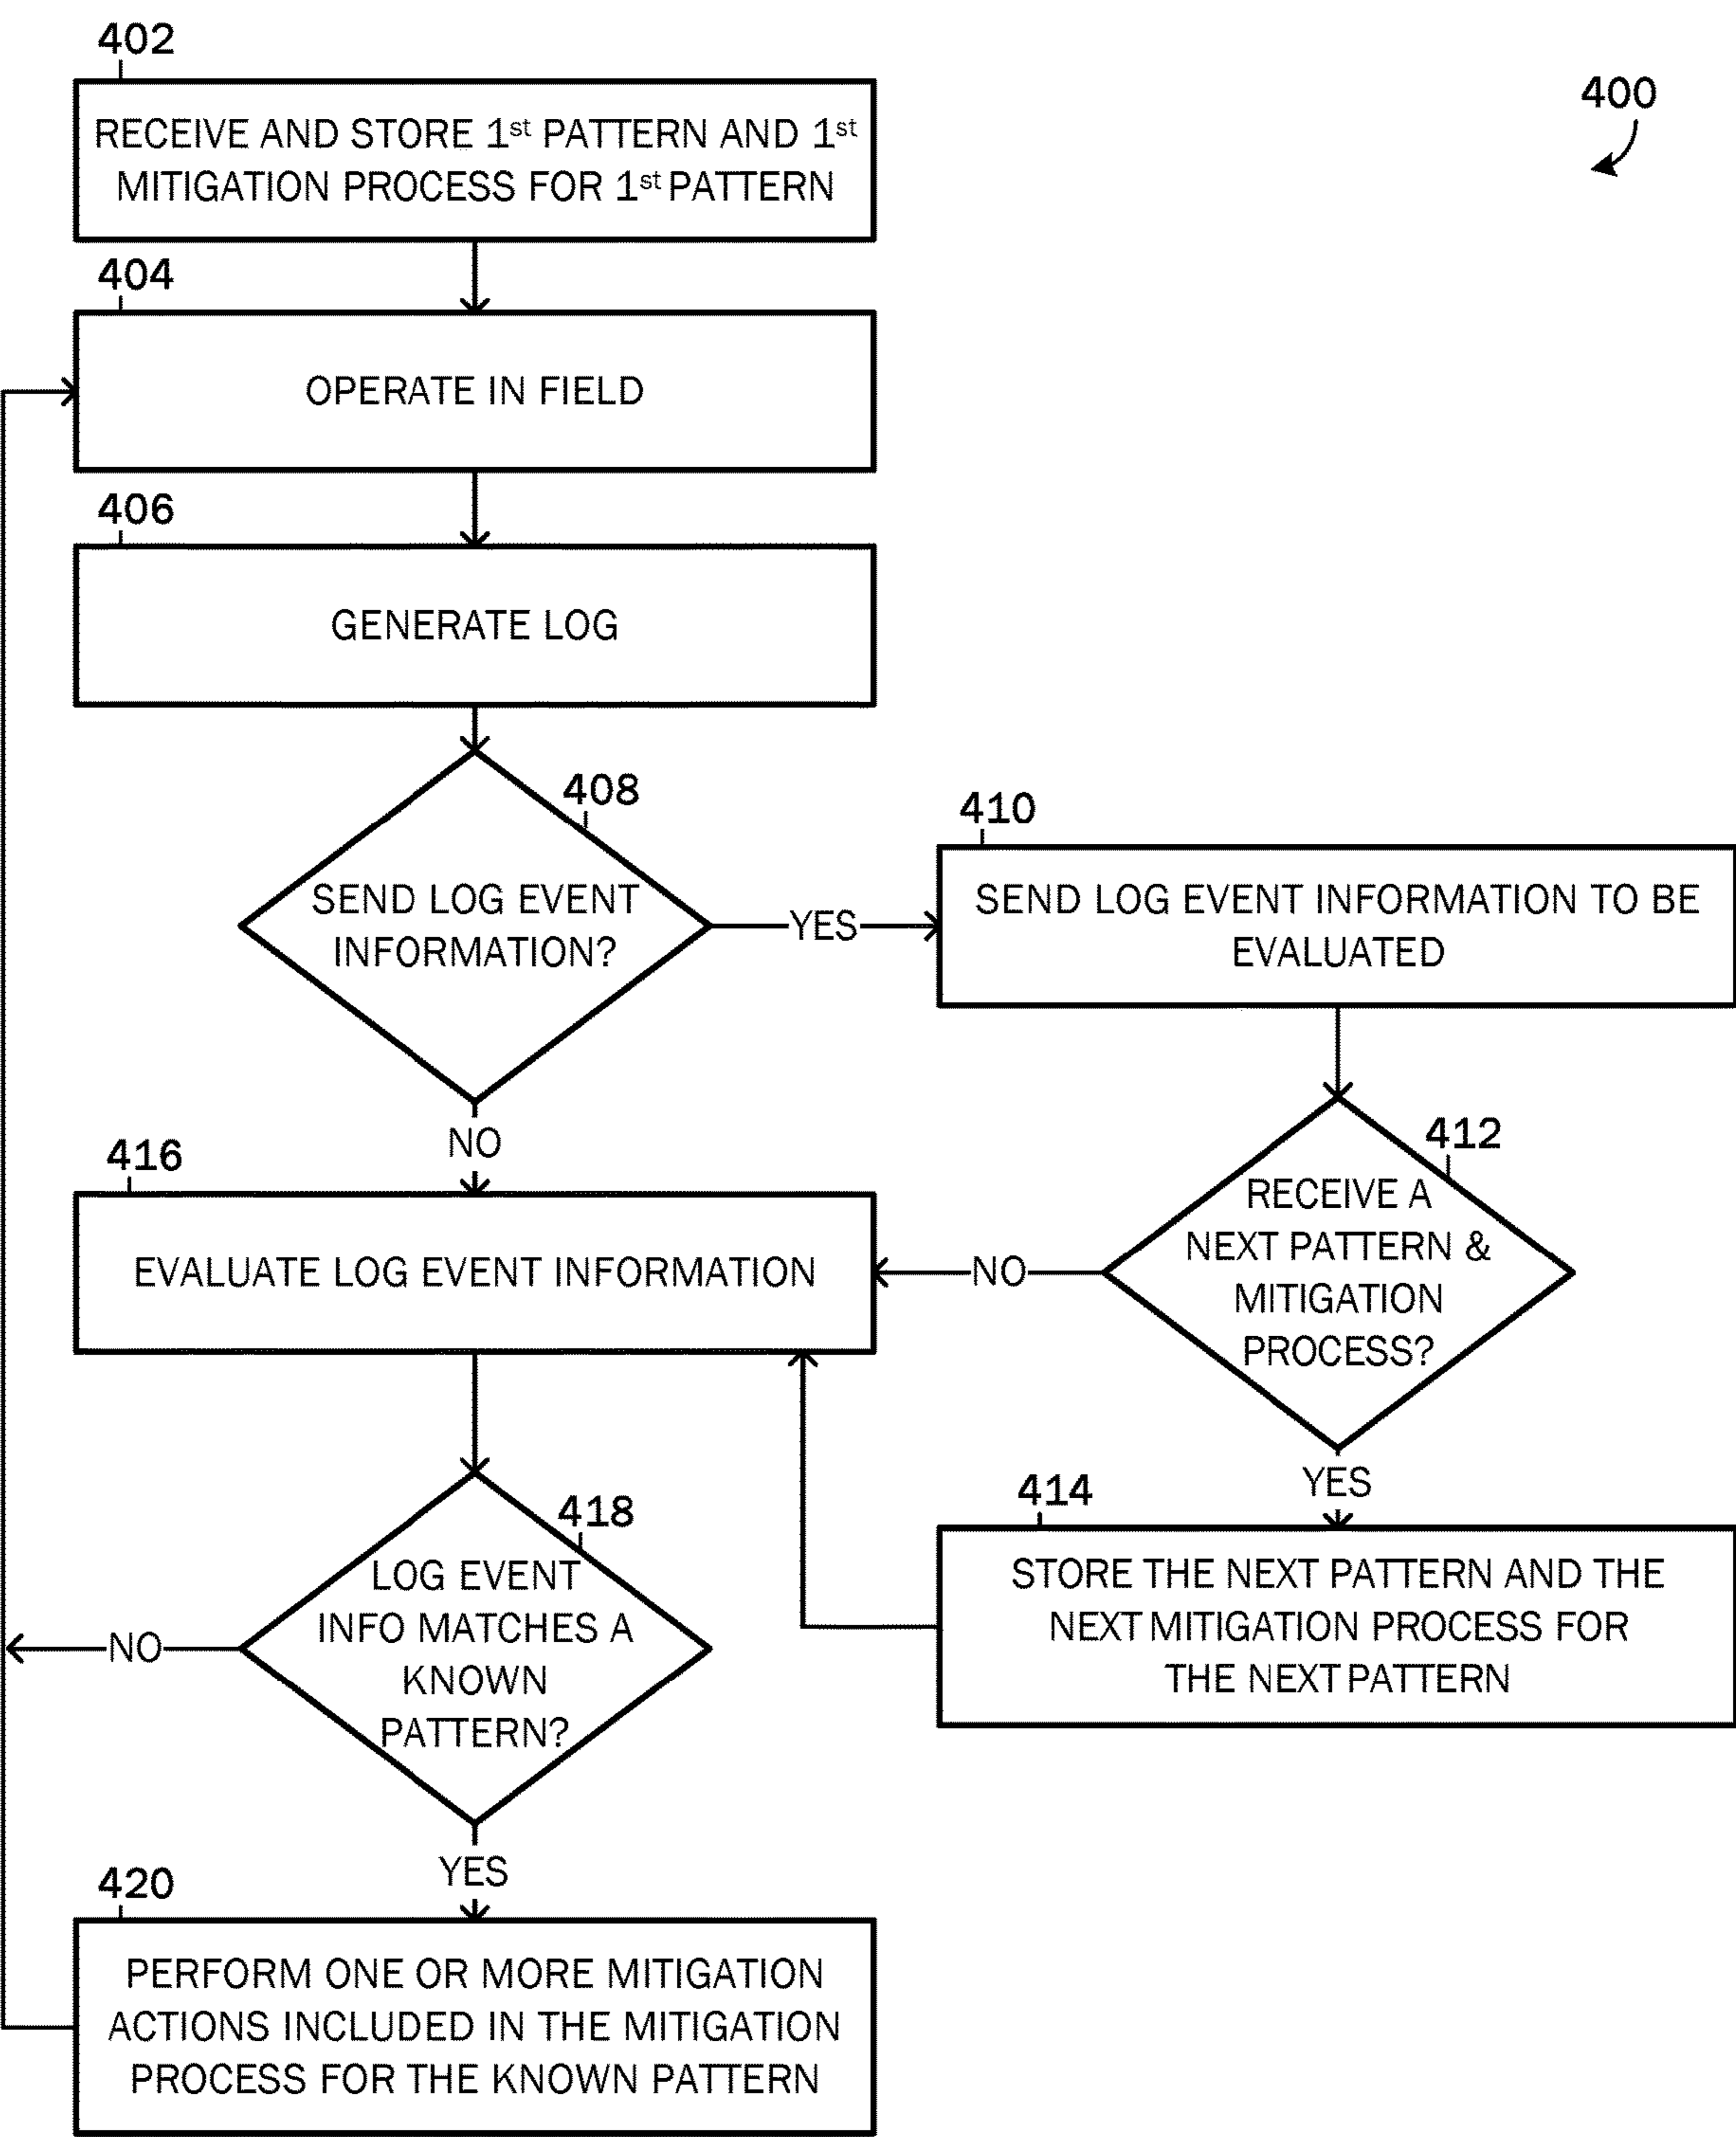 402
400
RECEIVE AND STORE 1st PATTERN AND 1st
MITIGATION PROCESS FOR 1st PATTERN
404
OPERATE IN FIELD
406
GENERATE LOG
408
SEND LOG EVENT
INFORMATION?
YES
410
SEND LOG EVENT INFORMATION TO BE
EVALUATED
NO
412
RECEIVE A
NEXT PATTERN &
MITIGATION
PROCESS?
NO
YES
414
STORE THE NEXT PATTERN AND THE
NEXT MITIGATION PROCESS FOR
THE NEXT PATTERN
416
EVALUATE LOG EVENT INFORMATION
418
LOG EVENT
INFO MATCHES A
KNOWN
PATTERN?
NO
YES
420
PERFORM ONE OR MORE MITIGATION
ACTIONS INCLUDED IN THE MITIGATION
PROCESS FOR THE KNOWN PATTERN